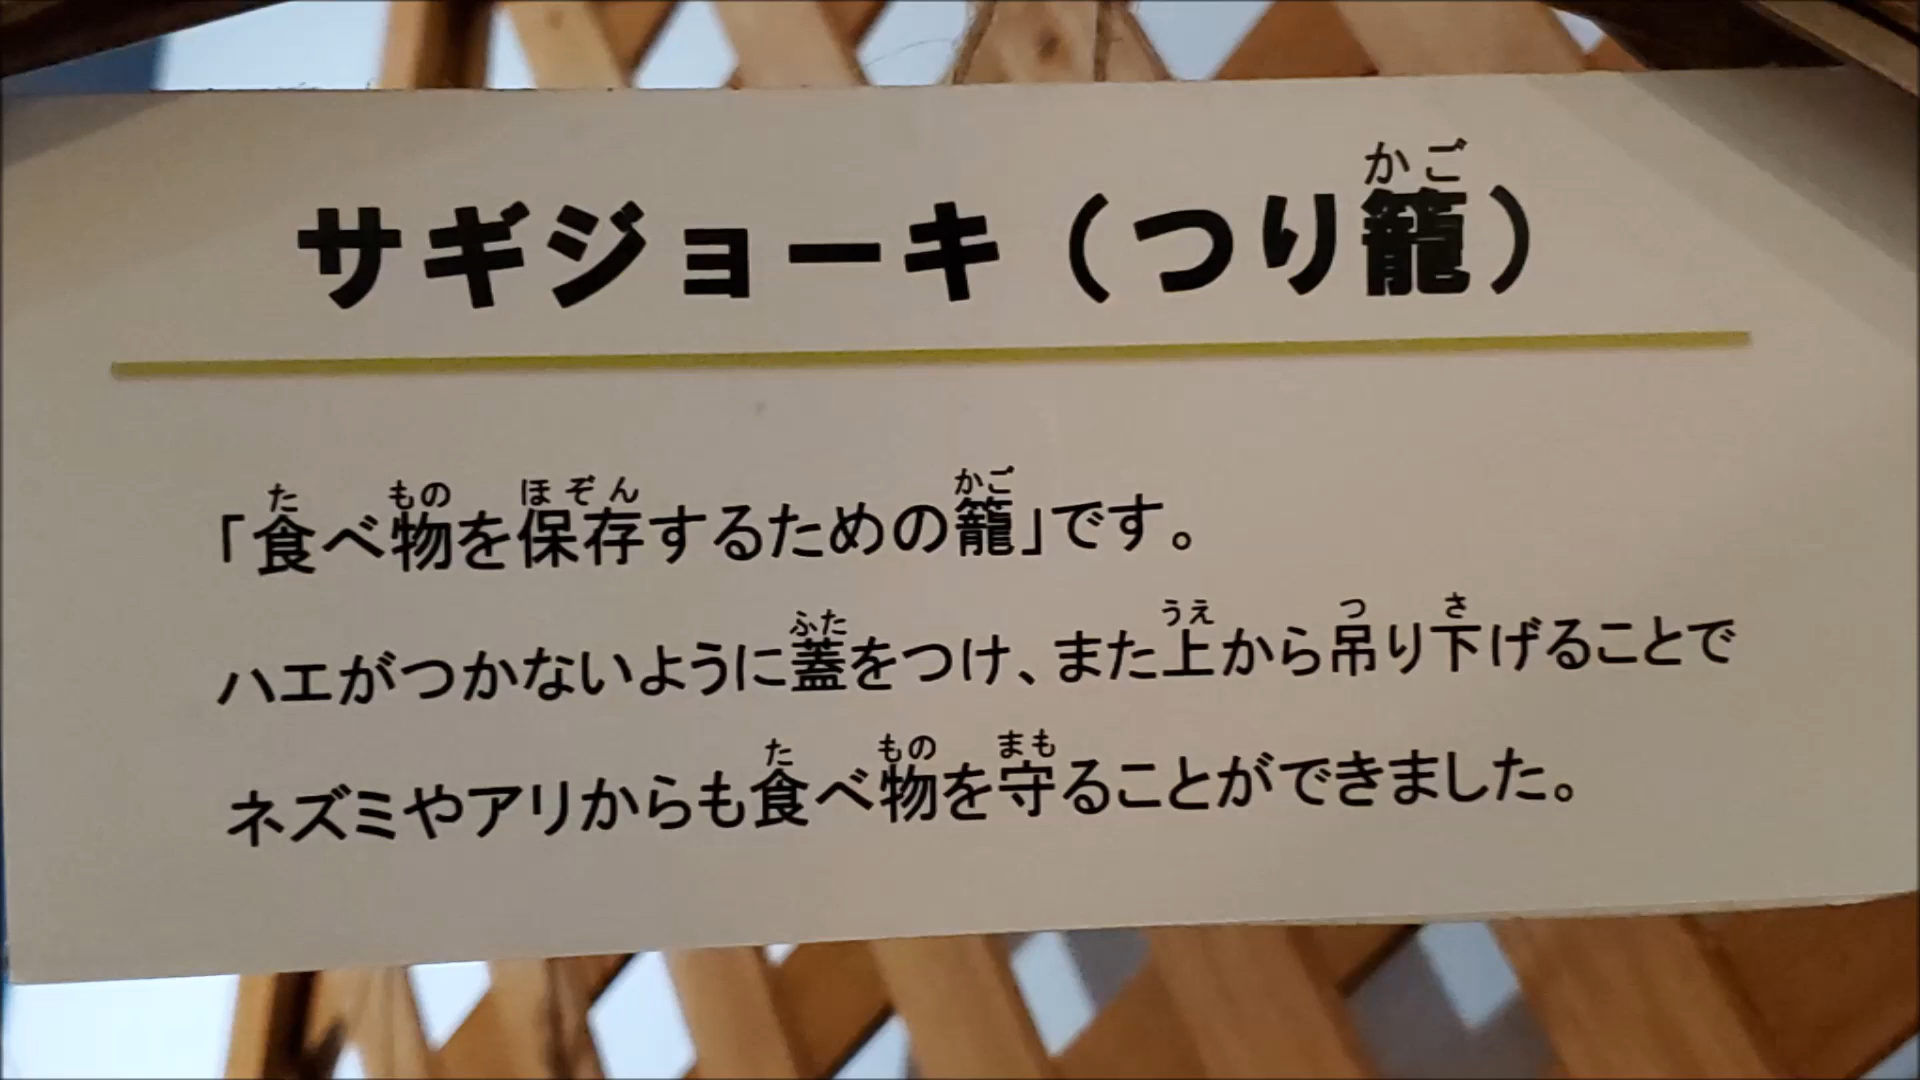 サギジョーキ（つり籠）
「食べ物を保存するための籠」です。
ハエがつかないように蓋をつけ、また上から吊り下げることで
ネズミやアリからも食べ物を守ることができました。